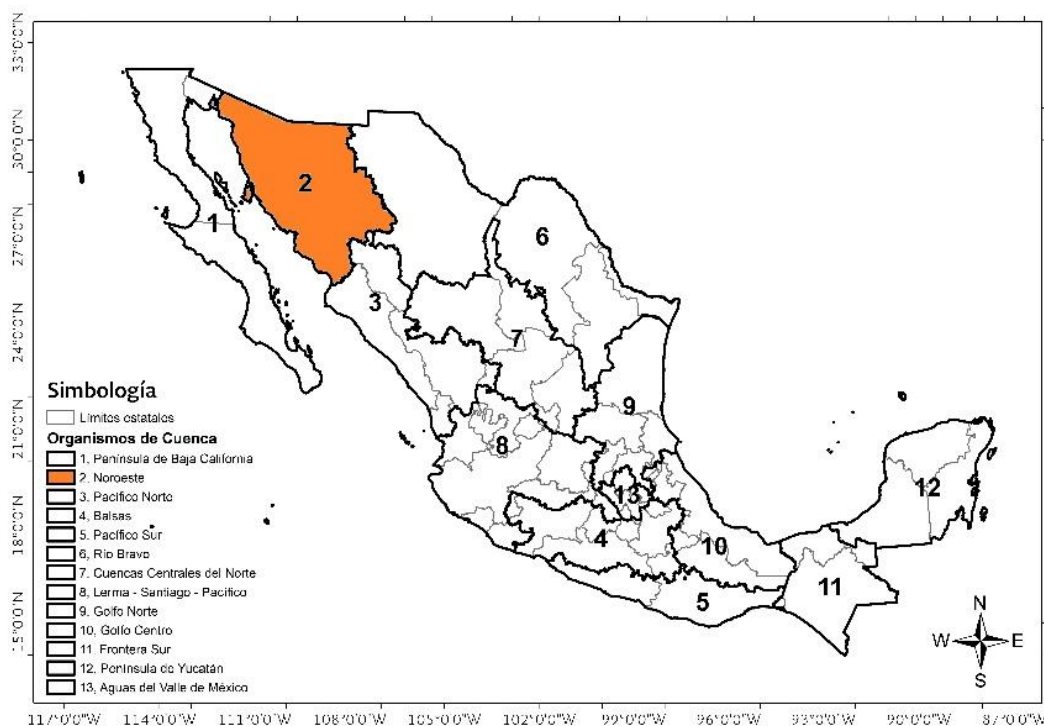 33°0'0"N
30°0'0"N
27°0'0"N
24°0'0"N
21°0'0"N
18°0'0"N
15°0'0"N
1
2
3
6
7
9
8
13
4
10
5
11
12
Simbología
Límites estatales
Organismos de Cuenca
1, Península de Baja California
2, Noroeste
3, Pacífico Norte
4, Balsas
5, Pacífico Sur
6, Río Bravo
7, Cuencas Centrales del Norte
8, Lerma - Santiago - Pacífico
9, Golfo Norte
10, Golfo Centro
11, Frontera Sur
12, Península de Yucatán
13, Aguas del Valle de México
N
W E
S
117°0'0"W 114°0'0"W 111°0'0"W 108°0'0"W 105°0'0"W 102°0'0"W 99°0'0"W 96°0'0"W 93°0'0"W 90°0'0"W 87°0'0"W